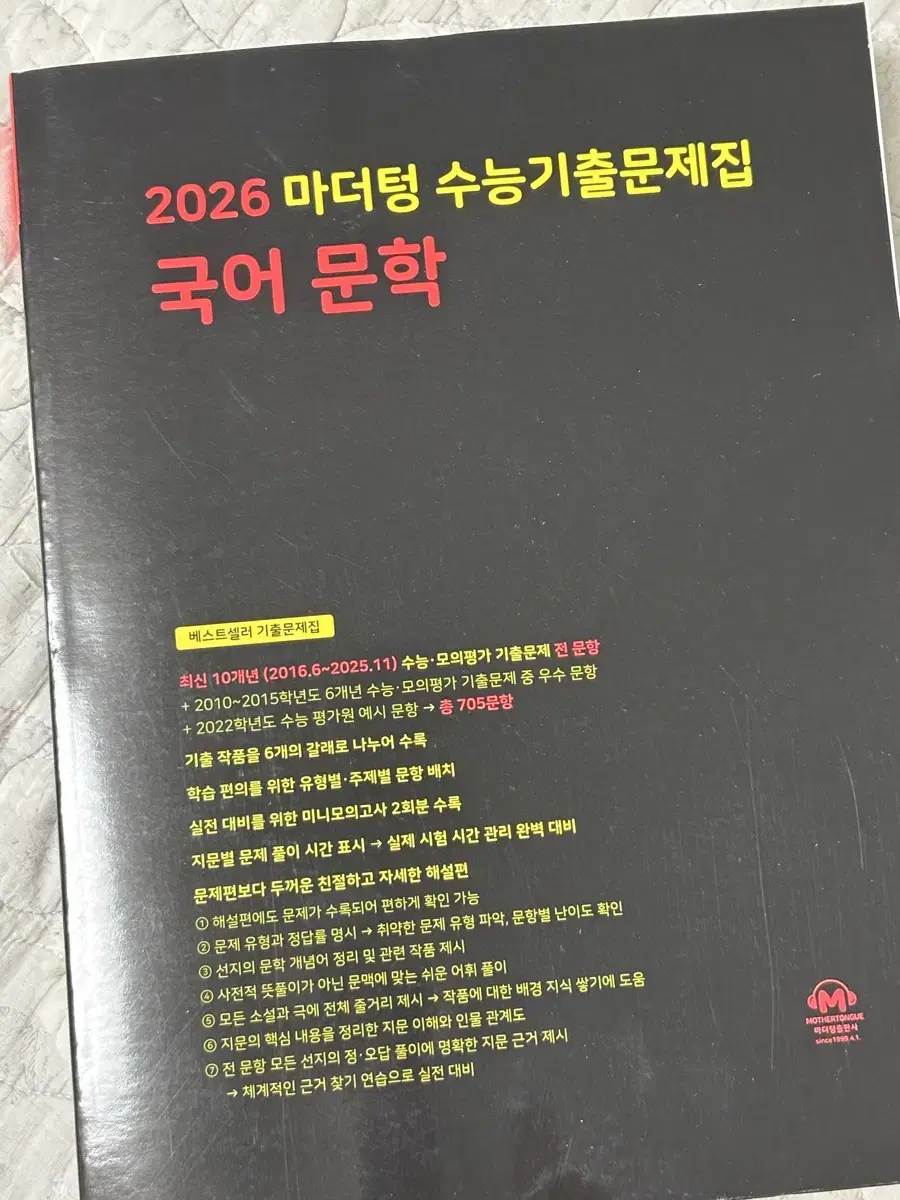 2026 마더텅 수능기출문제집
국어 문학
베스트셀러 기출문제집
최신 10개년 (2016.6~2025.11) 수능·모의평가 기출문제 전 문항
+ 2010~2015학년도 6개년 수능·모의평가 기출문제 중 우수 문항
+ 2022학년도 수능 평가원 예시 문항 → 총 705문항
기출 작품을 6개의 갈래로 나누어 수록
학습 편의를 위한 유형별·주제별 문항 배치
실전 대비를 위한 미니모의고사 2회분 수록
지문별 문제 풀이 시간 표시 → 실제 시험 시간 관리 완벽 대비
문제편보다 두꺼운 친절하고 자세한 해설편
① 해설편에도 문제가 수록되어 편하게 확인 가능
② 문제 유형과 정답률 명시 → 취약한 문제 유형 파악, 문항별 난이도 확인
③ 선지의 문학 개념어 정리 및 관련 작품 제시
④ 사전적 뜻풀이가 아닌 문맥에 맞는 쉬운 어휘 풀이
⑤ 모든 소설과 극에 전체 줄거리 제시 → 작품에 대한 배경 지식 쌓기에 도움
⑥ 지문의 핵심 내용을 정리한 지문 이해와 인물 관계도
⑦ 전 문항 모든 선지의 정·오답 풀이에 명확한 지문 근거 제시
→ 체계적인 근거 찾기 연습으로 실전 대비
M
MOTHERTONGUE
마더텅출판사
since1999.4.1.